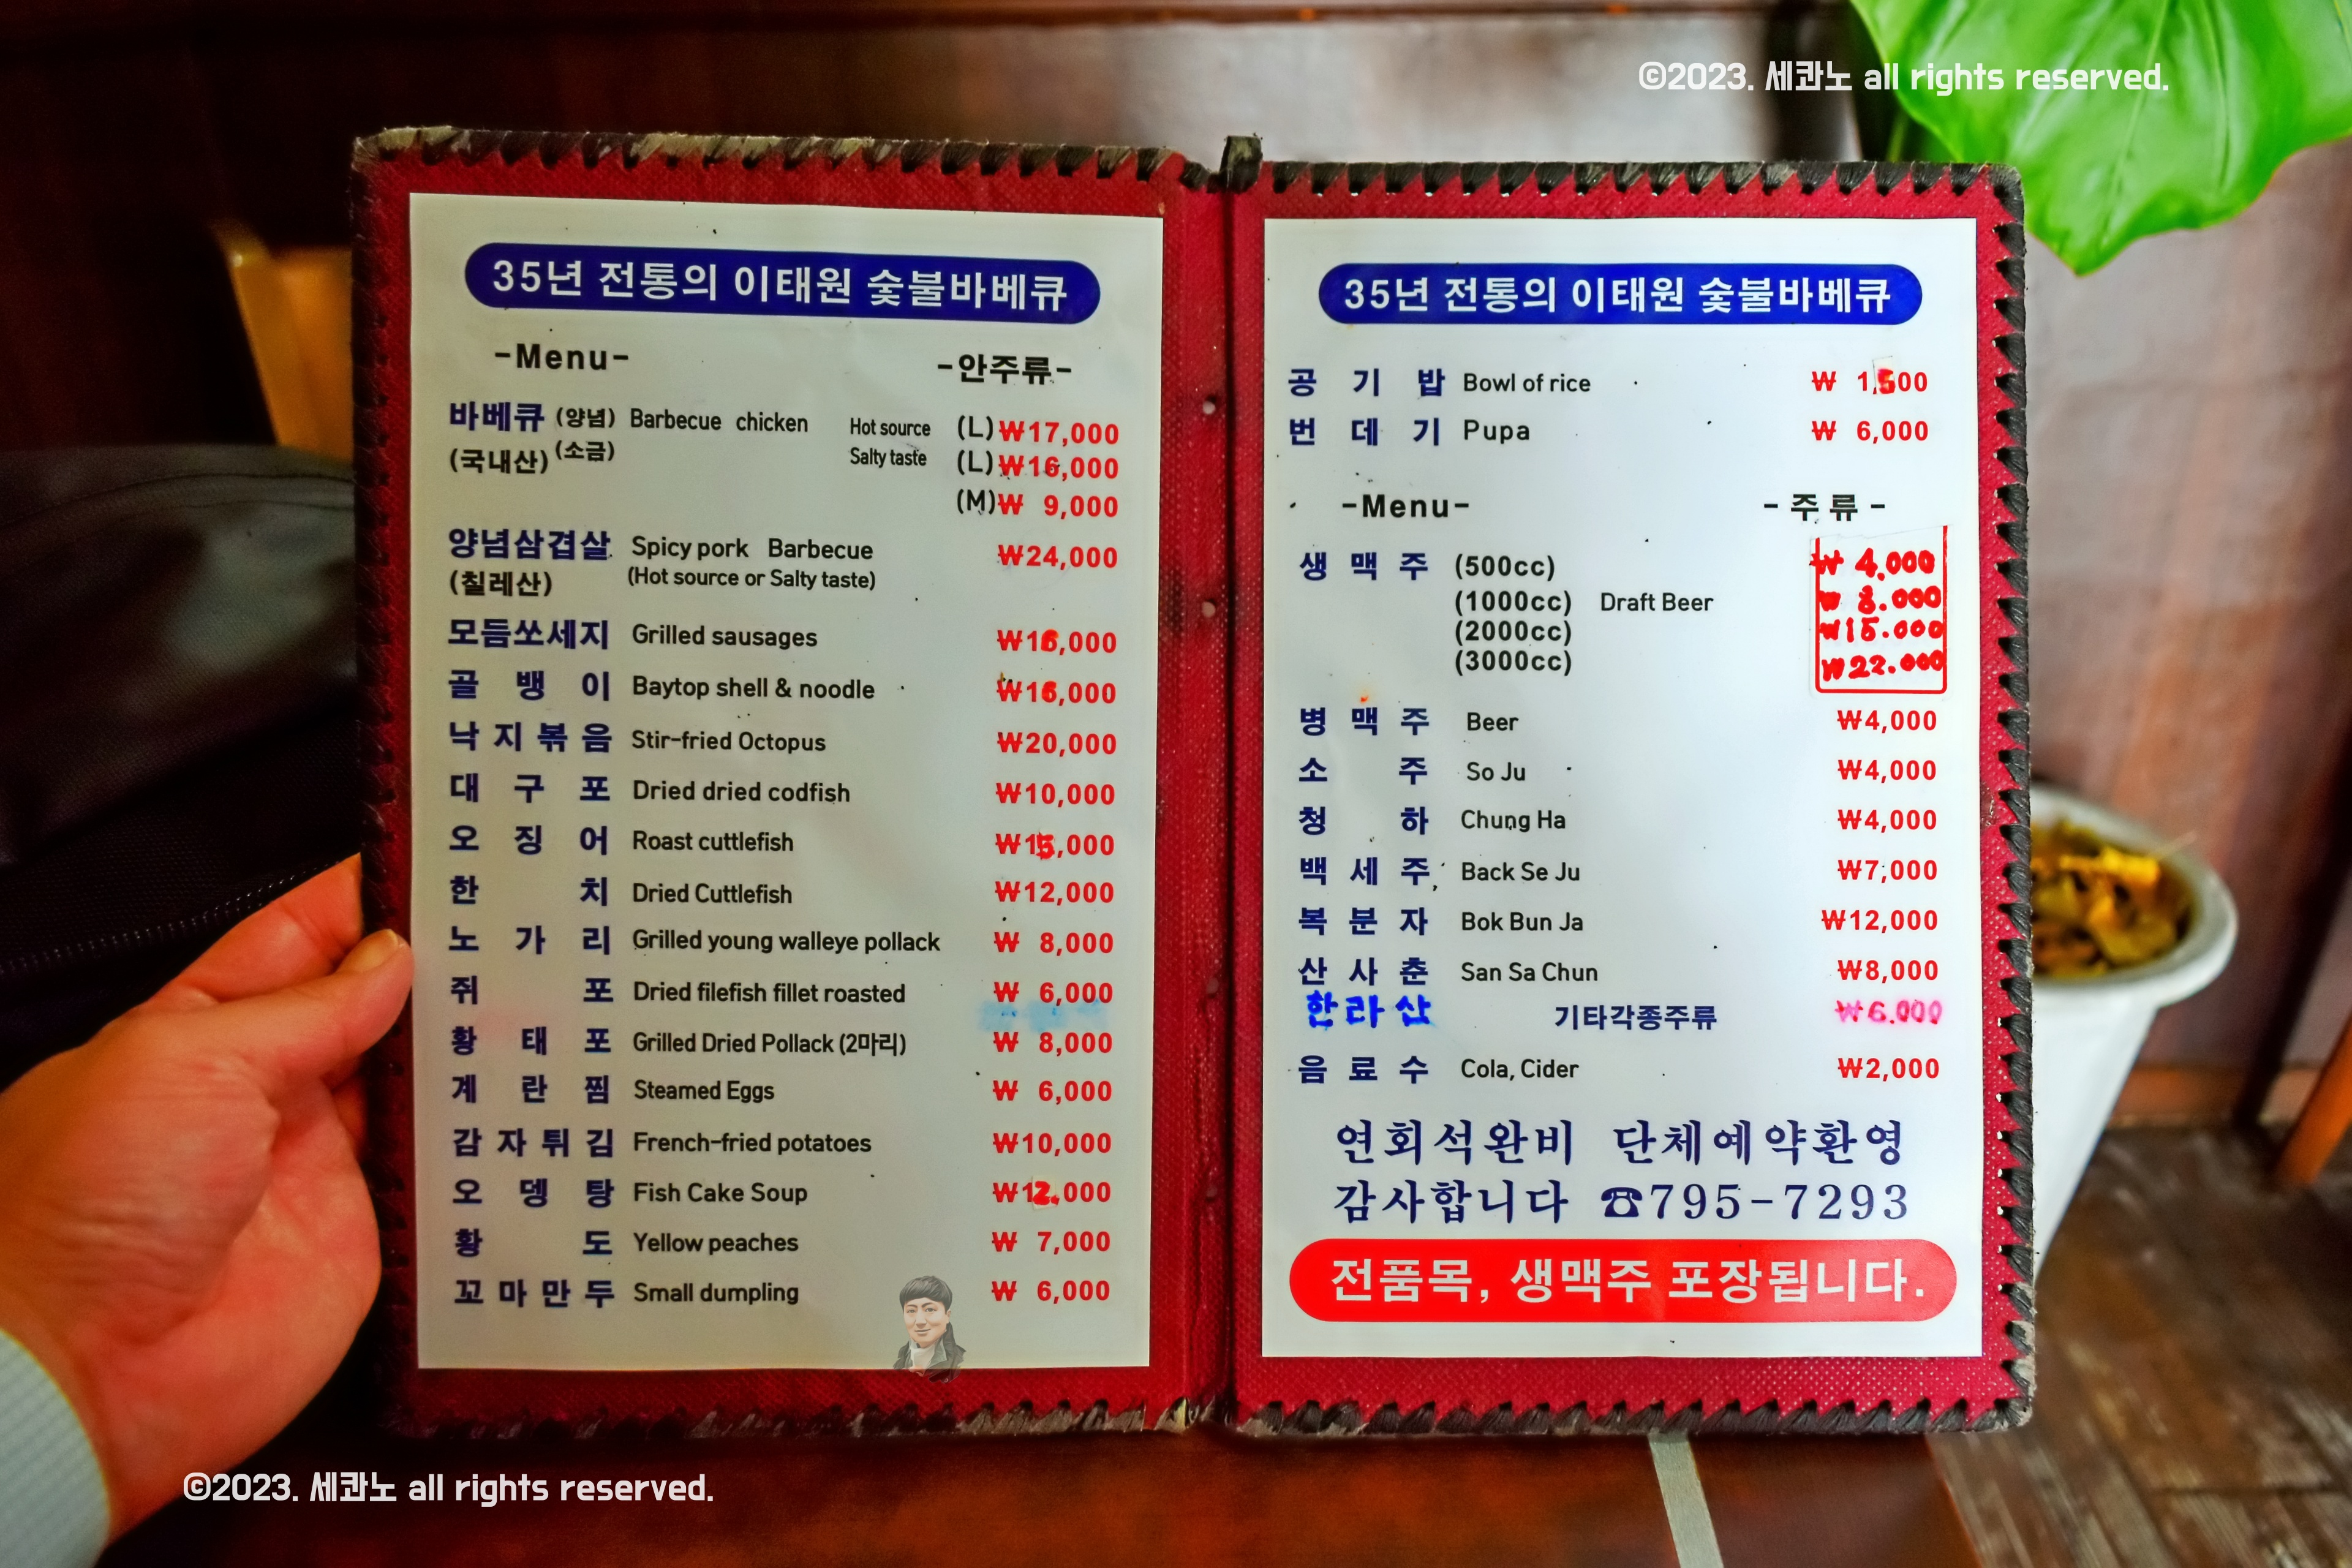 ©2023. 세콴노 all rights reserved.
35년 전통의 이태원 숯불바베큐
-Menu- -안주류-
바베큐 (양념) Barbecue chicken Hot source (L) ₩17,000
(국내산) (소금) Salty taste (L) ₩16,000
(M) ₩ 9,000
양념삼겹살 Spicy pork Barbecue ₩24,000
(칠레산) (Hot source or Salty taste)
모듬쏘세지 Grilled sausages ₩16,000
골뱅이 Baytop shell & noodle ₩16,000
낙지볶음 Stir-fried Octopus ₩20,000
대구포 Dried dried codfish ₩10,000
오징어 Roast cuttlefish ₩15,000
한치 Dried Cuttlefish ₩12,000
노가리 Grilled young walleye pollack ₩ 8,000
쥐포 Dried filefish fillet roasted ₩ 6,000
황태포 Grilled Dried Pollack (2마리) ₩ 8,000
계란찜 Steamed Eggs ₩ 6,000
감자튀김 French-fried potatoes ₩10,000
오뎅탕 Fish Cake Soup ₩12,000
황도 Yellow peaches ₩ 7,000
꼬마만두 Small dumpling ₩ 6,000
35년 전통의 이태원 숯불바베큐
공기밥 Bowl of rice ₩ 1,500
번데기 Pupa ₩ 6,000
-Menu- -주류-
생맥주 (500cc) ₩ 4,000
(1000cc) Draft Beer ₩ 8.000
(2000cc) ₩15.000
(3000cc) ₩22.000
병맥주 Beer ₩4,000
소주 So Ju ₩4,000
청하 Chung Ha ₩4,000
백세주 Back Se Ju ₩7,000
복분자 Bok Bun Ja ₩12,000
산사춘 San Sa Chun ₩8,000
한라산 기타각종주류 ₩6.000
음료수 Cola, Cider ₩2,000
연회석완비 단체예약환영
감사합니다 ☎795-7293
전품목, 생맥주 포장됩니다.
©2023. 세콴노 all rights reserved.